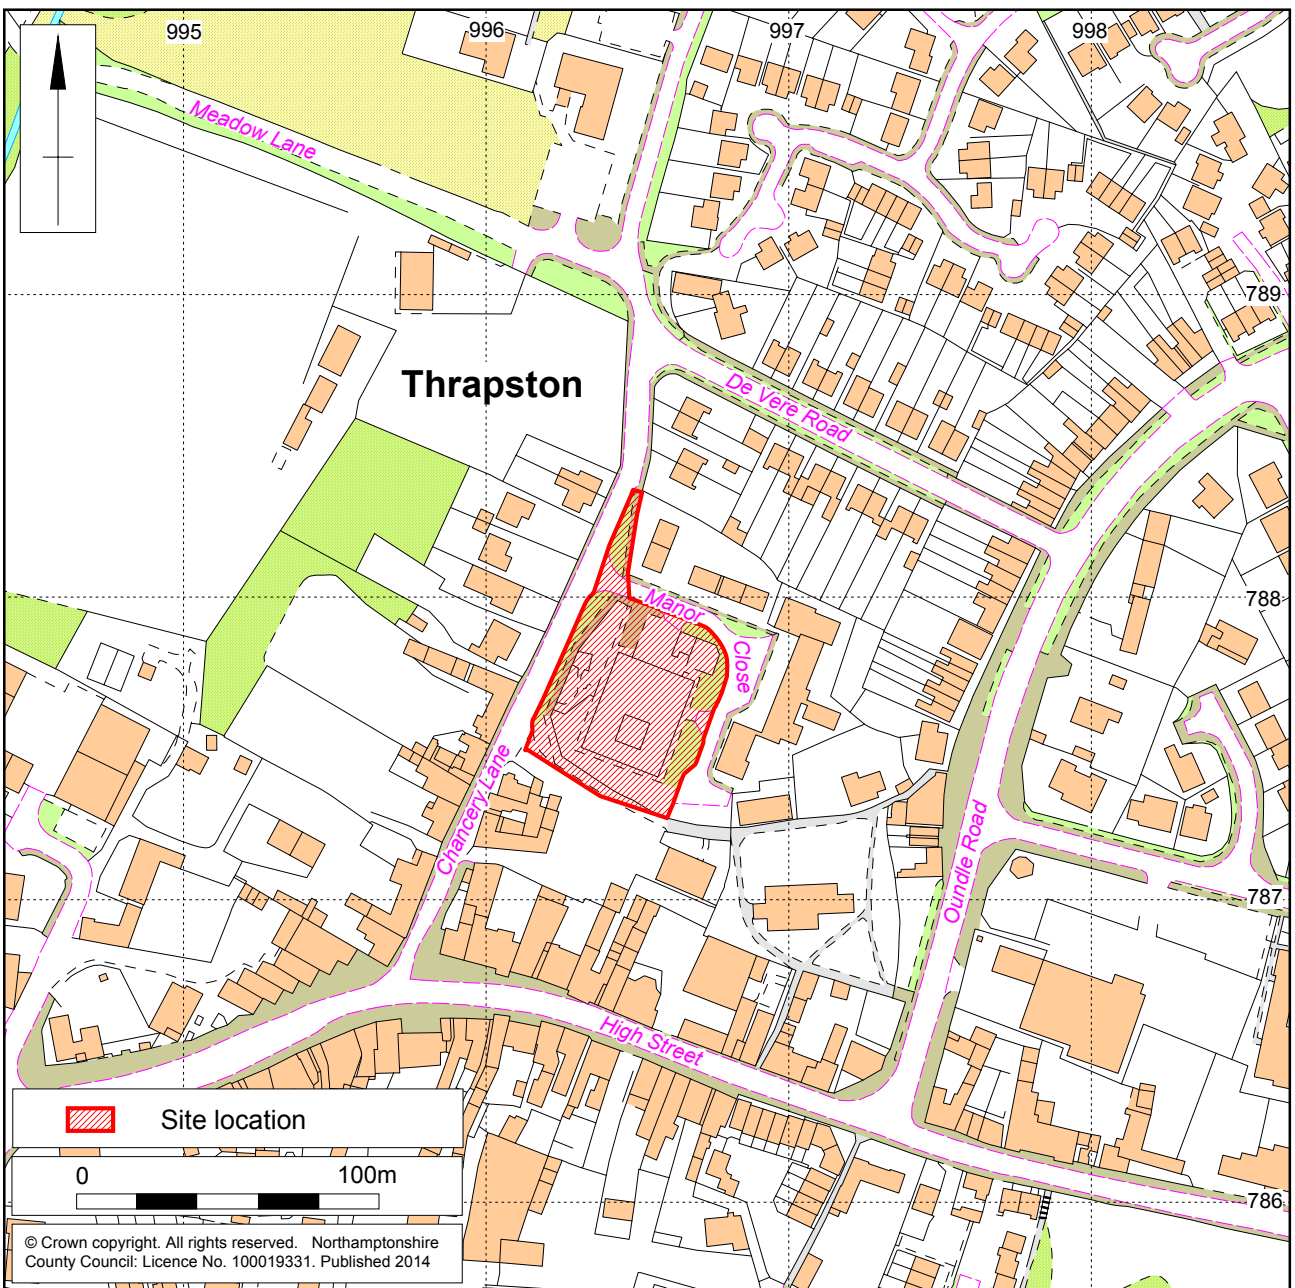 995
996
997
998
Meadow Lane
789
Thrapston
De Vere Road
788
Manor
Close
Chancery Lane
Oundle Road
787
High Street
Site location
0 100m
786
© Crown copyright. All rights reserved. Northamptonshire
County Council: Licence No. 100019331. Published 2014